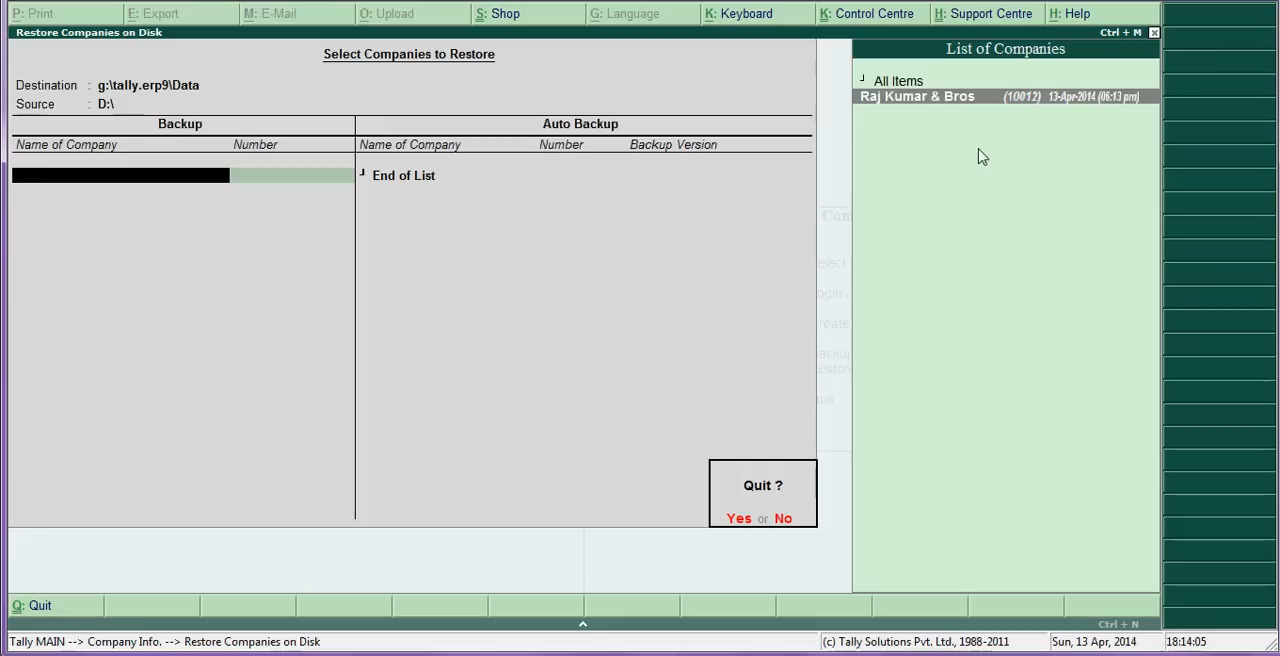 P: Print E: Export M: E-Mail O: Upload S: Shop G: Language K: Keyboard K: Control Centre H: Support Centre H: Help
Restore Companies on Disk Ctrl + M x
Select Companies to Restore
Destination : g:\tally.erp9\Data
Source : D:\
Backup Auto Backup
Name of Company Number Name of Company Number Backup Version
┘ End of List
List of Companies
┘ All Items
Raj Kumar & Bros (10012) 13-Apr-2014 (06:13 pm)
Quit ?
Yes or No
Q: Quit
Ctrl + N
Tally MAIN --> Company Info. --> Restore Companies on Disk (c) Tally Solutions Pvt. Ltd., 1988-2011 Sun, 13 Apr, 2014 18:14:05